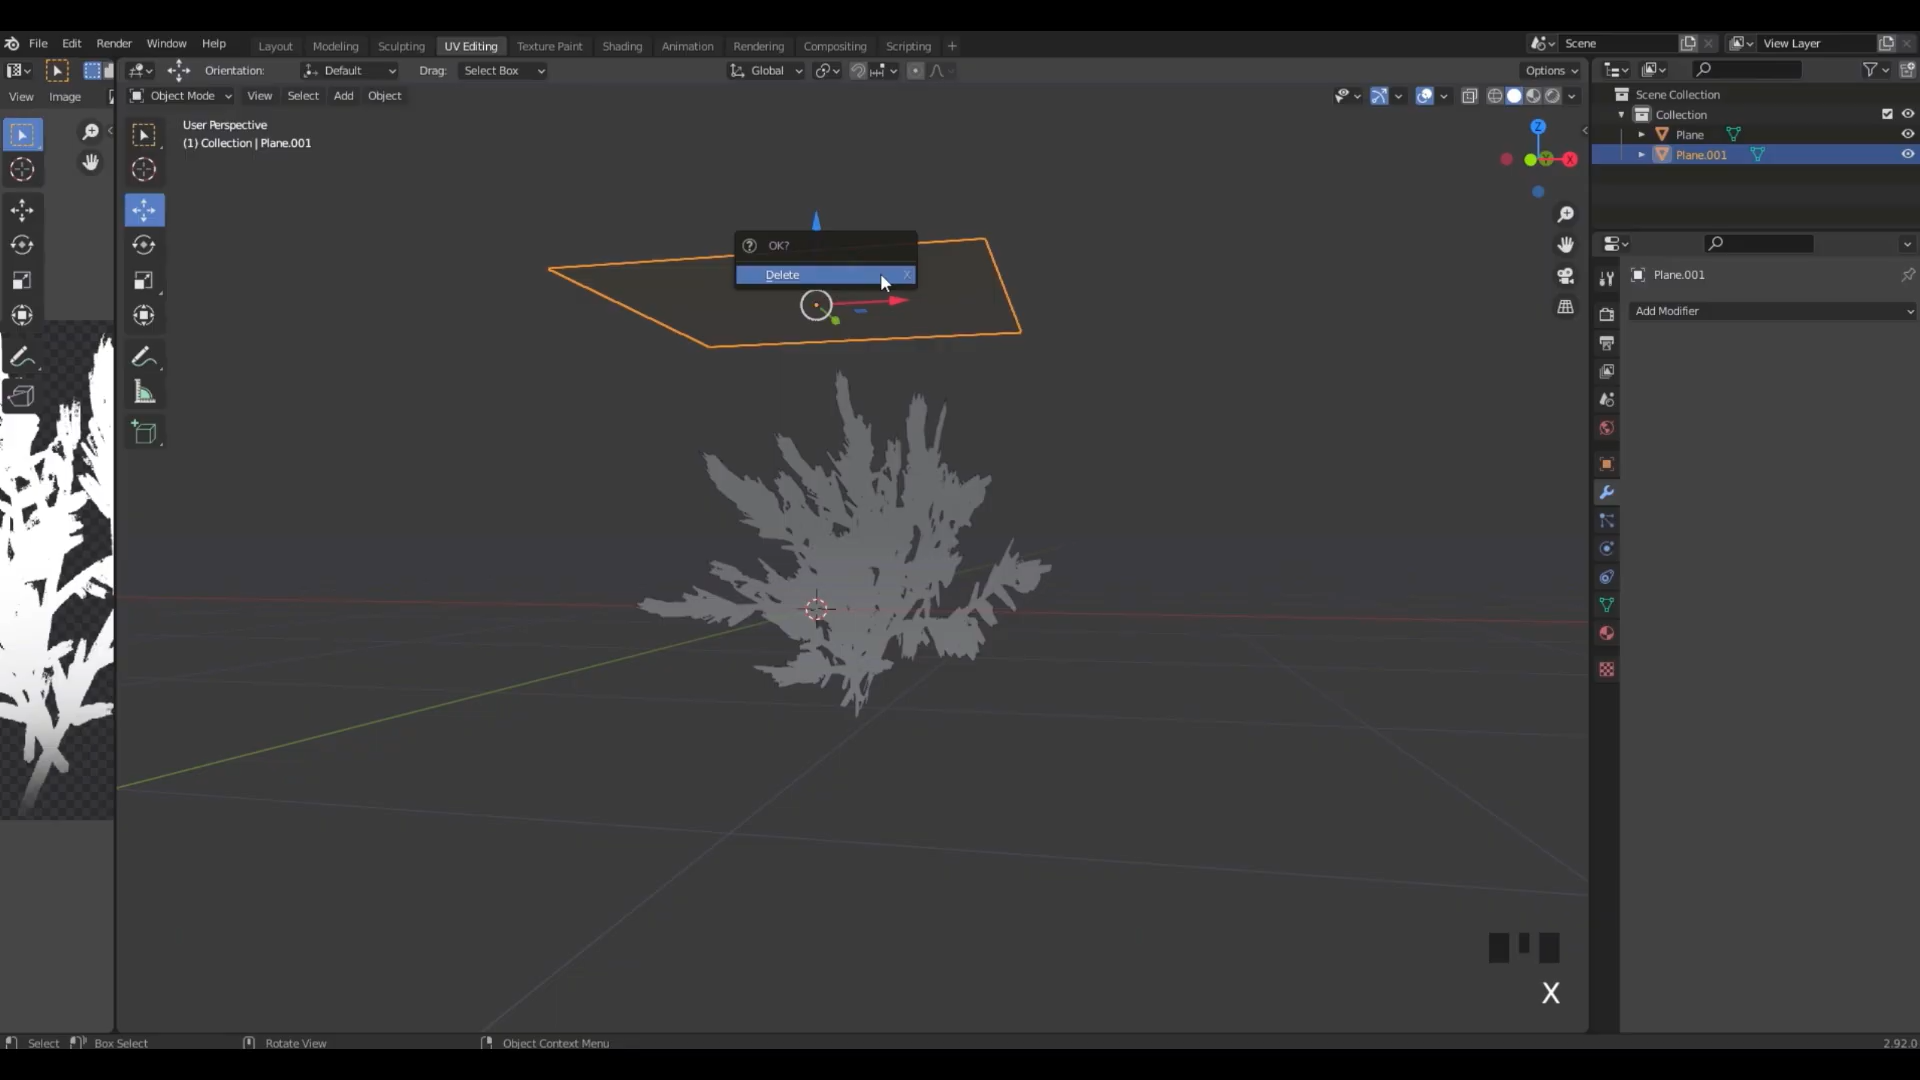 File Edit Render Window Help
Layout Modeling Sculpting UV Editing Texture Paint Shading Animation Rendering Compositing Scripting +
Scene
View Layer
Orientation: Default Drag: Select Box
Global
Options
View Image
Object Mode View Select Add Object
User Perspective
(1) Collection | Plane.001
Z
X
OK?
Delete X
Scene Collection
Collection
Plane
Plane.001
Plane.001
Add Modifier
X
Select Box Select Rotate View Object Context Menu
2.92.0